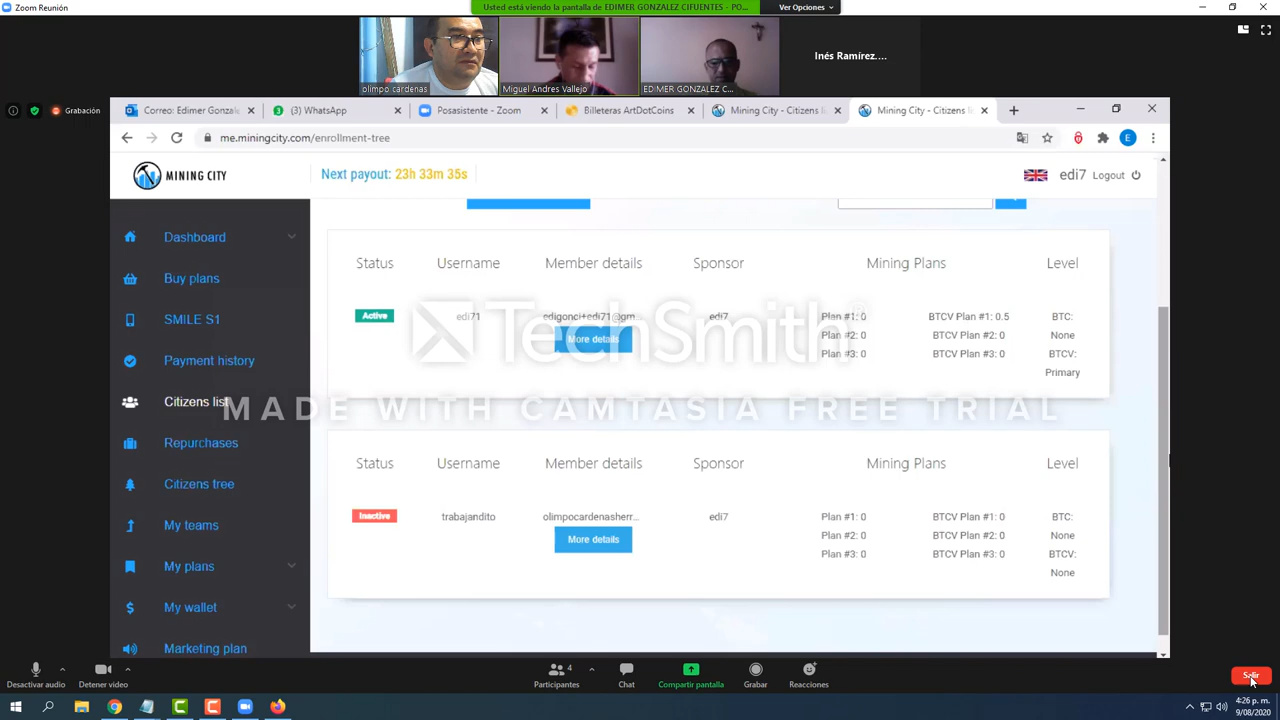 Zoom Reunión
Usted está viendo la pantalla de EDIMER GONZALEZ CIFUENTES - PO...
Ver Opciones
olimpo cardenas
Miguel Andres Vallejo
EDIMER GONZALEZ C...
Inés Ramírez....
Grabación
Correo: Edimer Gonzale
(3) WhatsApp
Posasistente - Zoom
Billeteras ArtDotCoins
Mining City - Citizens li
Mining City - Citizens li
me.miningcity.com/enrollment-tree
E
MINING CITY
Next payout: 23h 33m 35s
edi7 Logout
Dashboard
Buy plans
SMILE S1
Payment history
Citizens list
Repurchases
Citizens tree
My teams
My plans
My wallet
Marketing plan
Status Username Member details Sponsor Mining Plans Level
Active edi71 edigonci+edi71@gm... edi7 Plan #1: 0 BTCV Plan #1: 0.5 BTC:
More details Plan #2: 0 BTCV Plan #2: 0 None
Plan #3: 0 BTCV Plan #3: 0 BTCV:
Primary
TechSmith®
MADE WITH CAMTASIA FREE TRIAL
Status Username Member details Sponsor Mining Plans Level
Inactive trabajandito olimpocardenasherr... edi7 Plan #1: 0 BTCV Plan #1: 0 BTC:
More details Plan #2: 0 BTCV Plan #2: 0 None
Plan #3: 0 BTCV Plan #3: 0 BTCV:
None
Desactivar audio
Detener video
4
Participantes
Chat
Compartir pantalla
Grabar
Reacciones
Salir
4:26 p. m.
9/08/2020